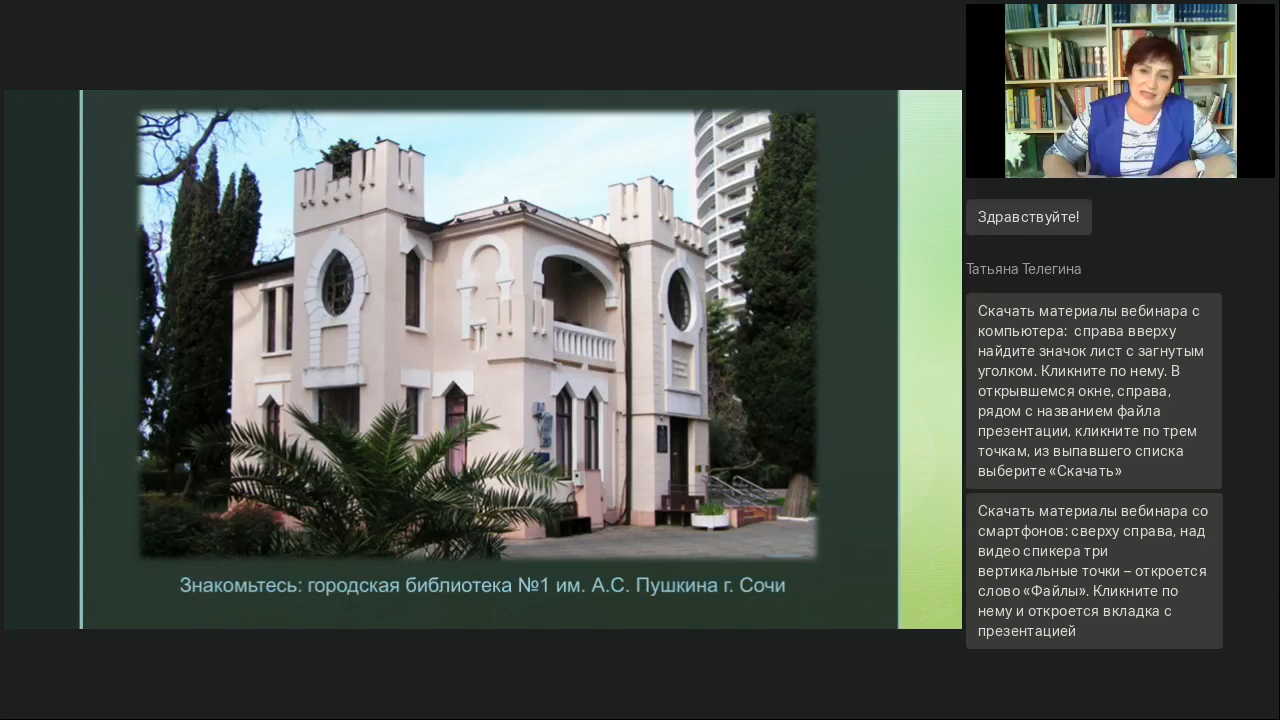 Знакомьтесь: городская библиотека №1 им. А.С. Пушкина г. Сочи
Здравствуйте!
Татьяна Телегина
Скачать материалы вебинара с
компьютера:  справа вверху
найдите значок лист с загнутым
уголком. Кликните по нему. В
открывшемся окне, справа,
рядом с названием файла
презентации, кликните по трем
точкам, из выпавшего списка
выберите «Скачать»
Скачать материалы вебинара со
смартфонов: сверху справа, над
видео спикера три
вертикальные точки – откроется
слово «Файлы». Кликните по
нему и откроется вкладка с
презентацией